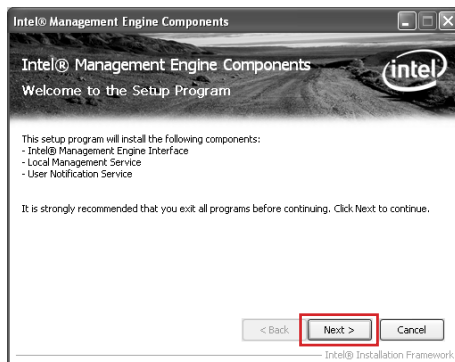 Intel® Management Engine Components
Intel® Management Engine Components
intel
Welcome to the Setup Program
This setup program will install the following components:
- Intel® Management Engine Interface
- Local Management Service
- User Notification Service
It is strongly recommended that you exit all programs before continuing. Click Next to continue.
< Back Next > Cancel
Intel® Installation Framework